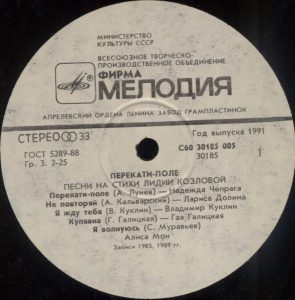 МИНИСТЕРСТВО
КУЛЬТУРЫ СССР
ВСЕСОЮЗНОЕ ТВОРЧЕСКО-
ПРОИЗВОДСТВЕННОЕ ОБЪЕДИНЕНИЕ
ФИРМА
МЕЛОДИЯ
АПРЕЛЕВСКИЙ ОРДЕНА ЛЕНИНА ЗАВОД ГРАМПЛАСТИНОК
СТЕРЕО 33
Год выпуска 1991
ГОСТ 5289-88
Гр. 3. 2-25
С60 30185 005
30185 1
ПЕРЕКАТИ-ПОЛЕ
ПЕСНИ НА СТИХИ ЛИДИИ КОЗЛОВОЙ
Перекати-поле (А. Лунев) — Надежда Чепрага
Не повторяй (А. Кальварский) — Лариса Долина
Я жду тебя (В. Куклин) — Владимир Куклин
Купавна (Г. Галицкая) — Гая Галицкая
Я волнуюсь (С. Муравьев)
Алиса Мон
Записи 1985, 1989 гг.